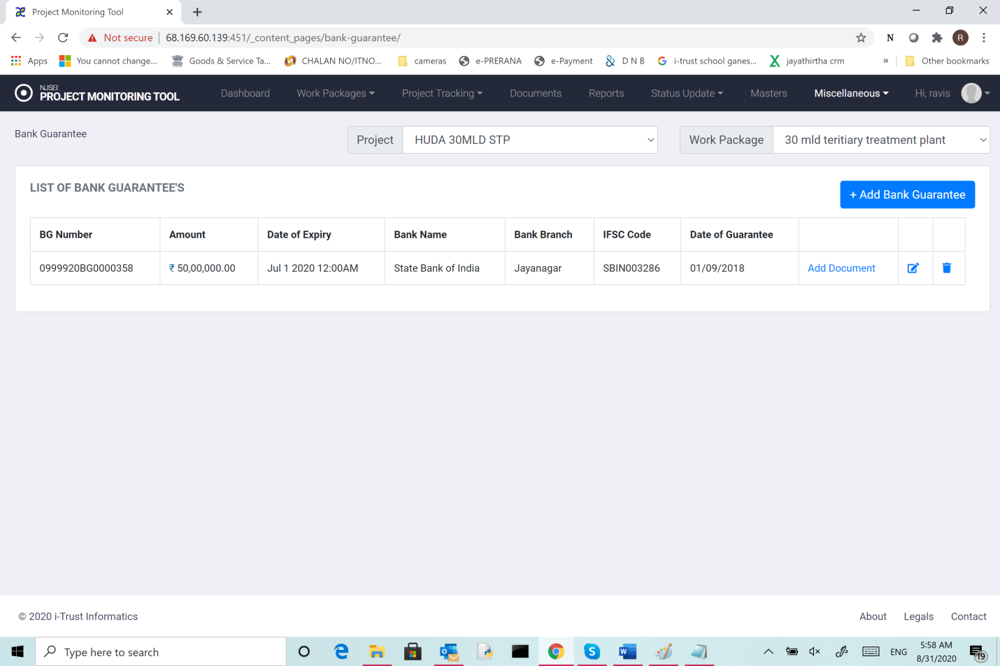 Project Monitoring Tool
Not secure 68.169.60.139:451/_content_pages/bank-guarantee/ N R
Apps You cannot change... Goods & Service Ta... CHALAN NO/ITNO... cameras e-PRERANA e-Payment D N B i-trust school ganes... jayathirtha crm » Other bookmarks
NJSEI
PROJECT MONITORING TOOL Dashboard Work Packages Project Tracking Documents Reports Status Update Masters Miscellaneous Hi, ravis
Bank Guarantee Project HUDA 30MLD STP Work Package 30 mld teritiary treatment plant
LIST OF BANK GUARANTEE'S
+ Add Bank Guarantee
BG Number Amount Date of Expiry Bank Name Bank Branch IFSC Code Date of Guarantee
0999920BG0000358 ₹ 50,00,000.00 Jul 1 2020 12:00AM State Bank of India Jayanagar SBIN003286 01/09/2018 Add Document
© 2020 i-Trust Informatics About Legals Contact
Type here to search ENG 5:58 AM
8/31/2020 19